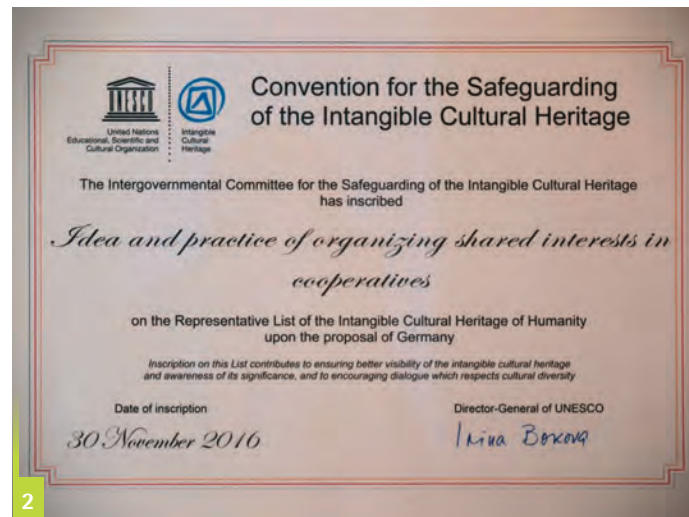 UNESCO
United Nations
Educational, Scientific and
Cultural Organization
Intangible
Cultural
Heritage
Convention for the Safeguarding
of the Intangible Cultural Heritage
The Intergovernmental Committee for the Safeguarding of the Intangible Cultural Heritage
has inscribed
Idea and practice of organizing shared interests in
cooperatives
on the Representative List of the Intangible Cultural Heritage of Humanity
upon the proposal of Germany
Inscription on this List contributes to ensuring better visibility of the intangible cultural heritage
and awareness of its significance, and to encouraging dialogue which respects cultural diversity
Date of inscription
30 November 2016
Director-General of UNESCO
Irina Bokova
2